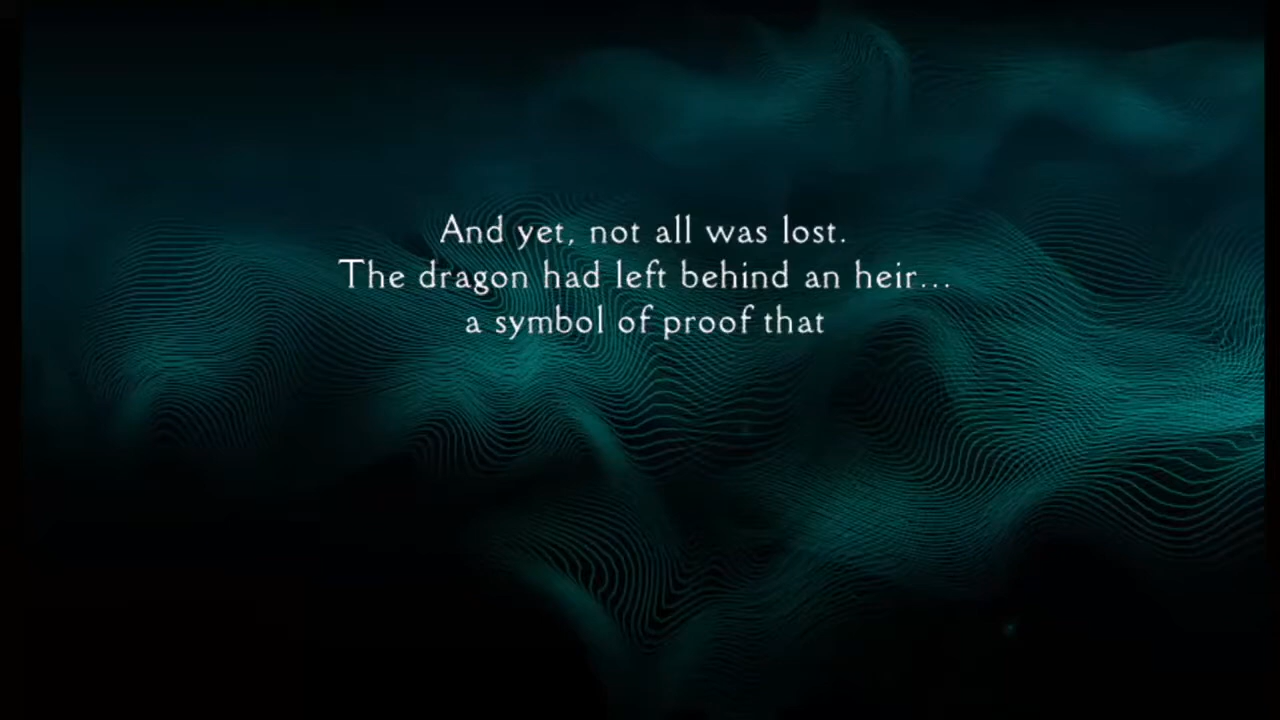 And yet, not all was lost.
The dragon had left behind an heir...
a symbol of proof that